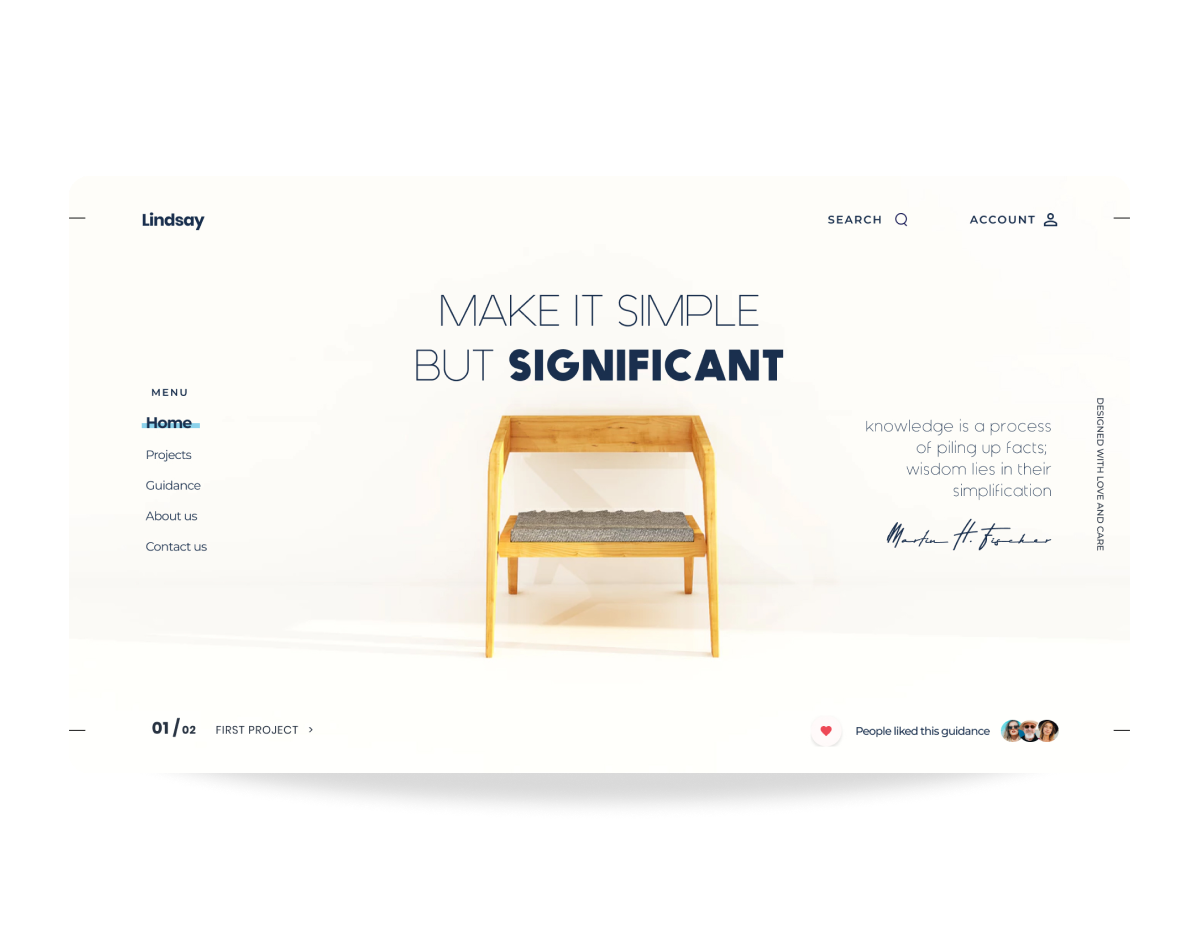 Lindsay
SEARCH
ACCOUNT
MAKE IT SIMPLE
BUT SIGNIFICANT
MENU
Home
Projects
Guidance
About us
Contact us
knowledge is a process
of piling up facts;
wisdom lies in their
simplification
Martin H. Fischer
DESIGNED WITH LOVE AND CARE
01 / 02
FIRST PROJECT >
People liked this guidance